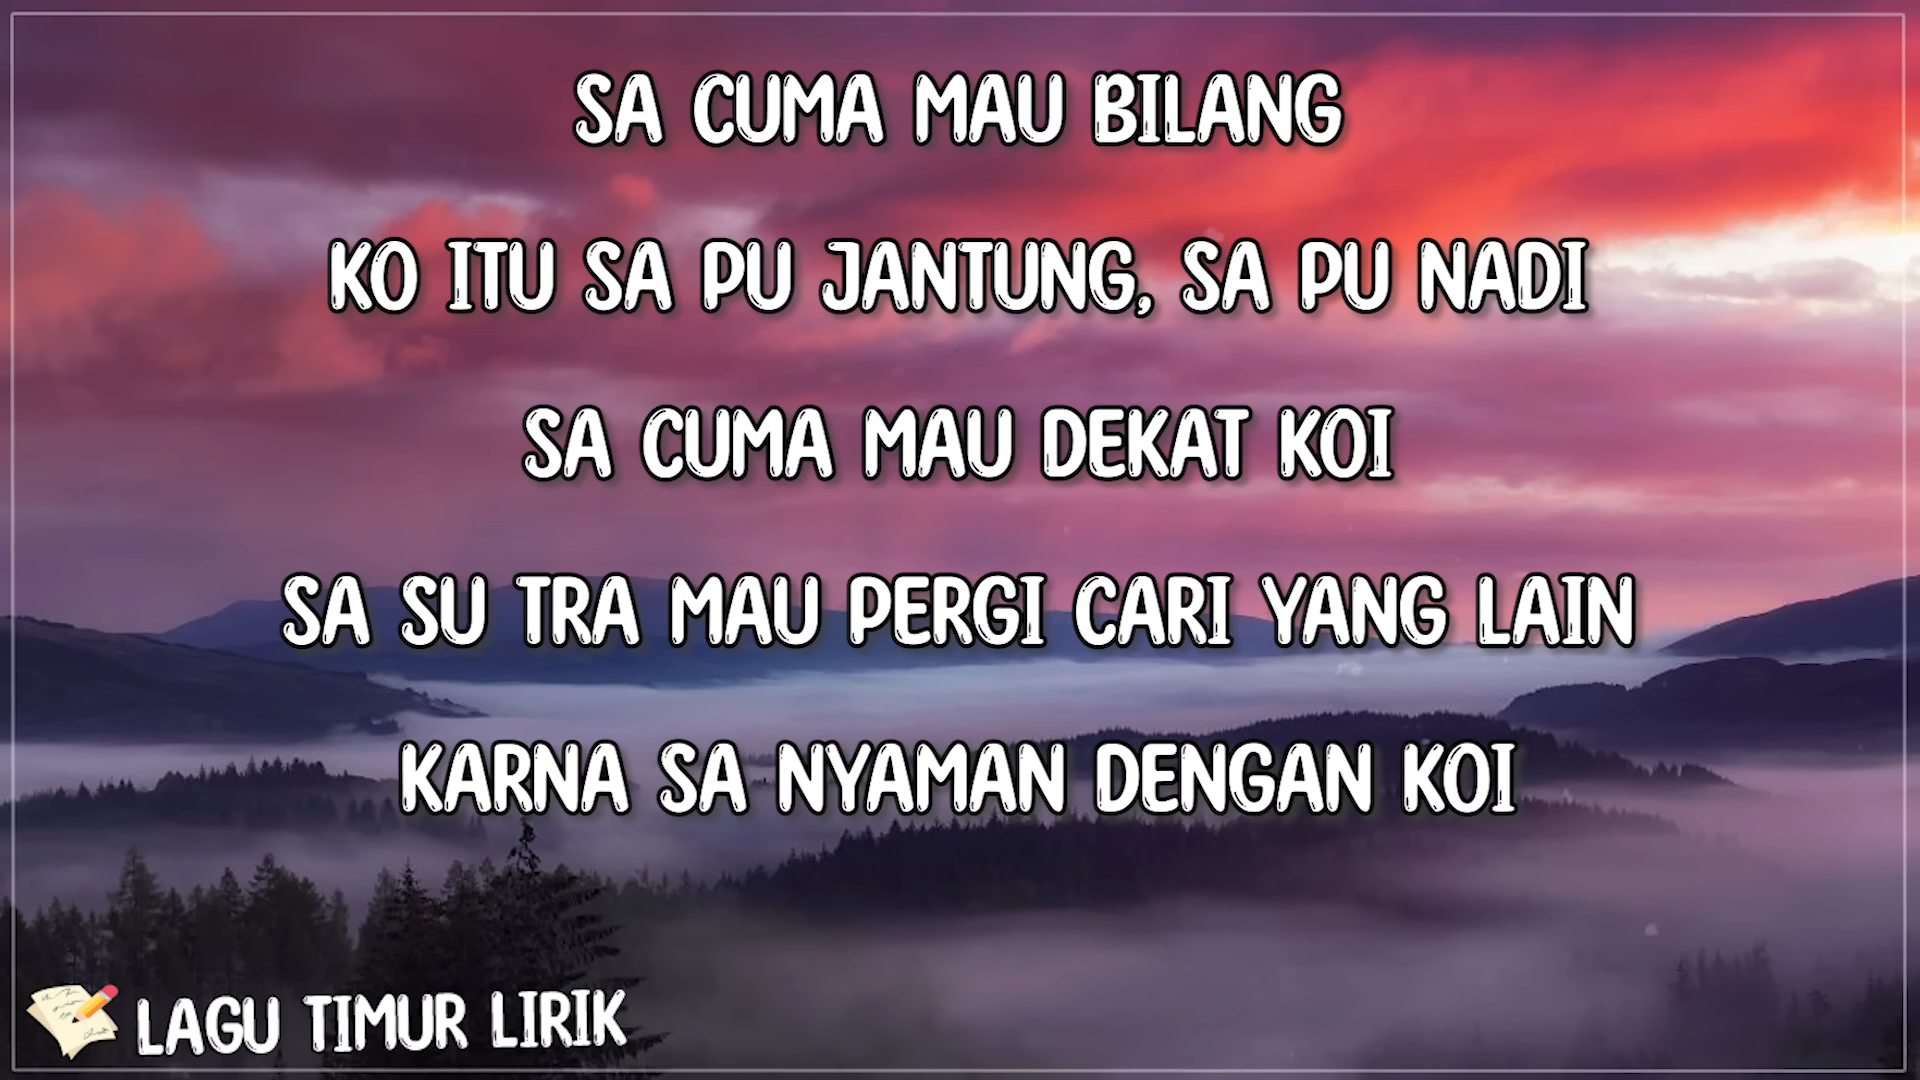 SA CUMA MAU BILANG
KO ITU SA PU JANTUNG, SA PU NADI
SA CUMA MAU DEKAT KOI
SA SU TRA MAU PERGI CARI YANG LAIN
KARNA SA NYAMAN DENGAN KOI
LAGU TIMUR LIRIK